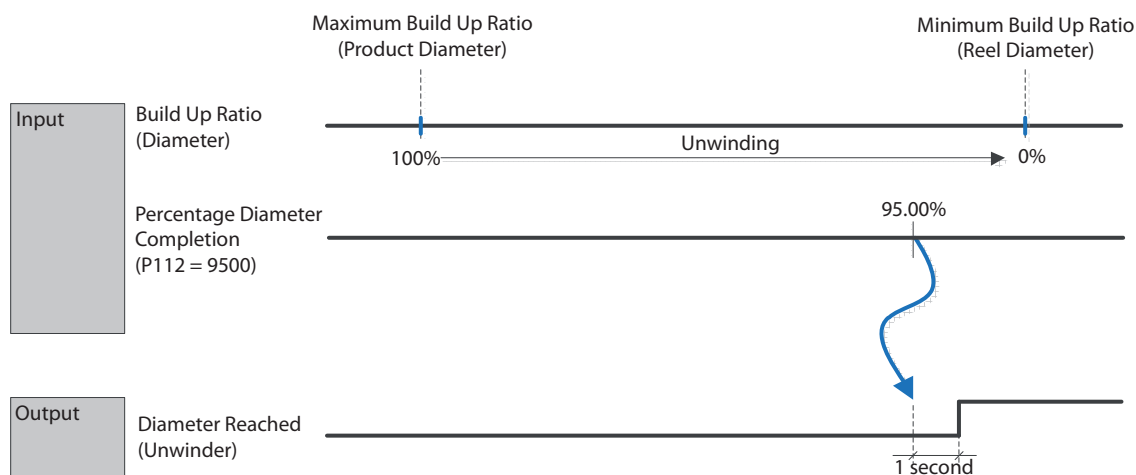 Maximum Build Up Ratio
(Product Diameter)
Minimum Build Up Ratio
(Reel Diameter)
Input
Build Up Ratio
(Diameter)
Unwinding
100%
0%
Percentage Diameter
Completion
(P112 = 9500)
95.00%
Output
Diameter Reached
(Unwinder)
1 second